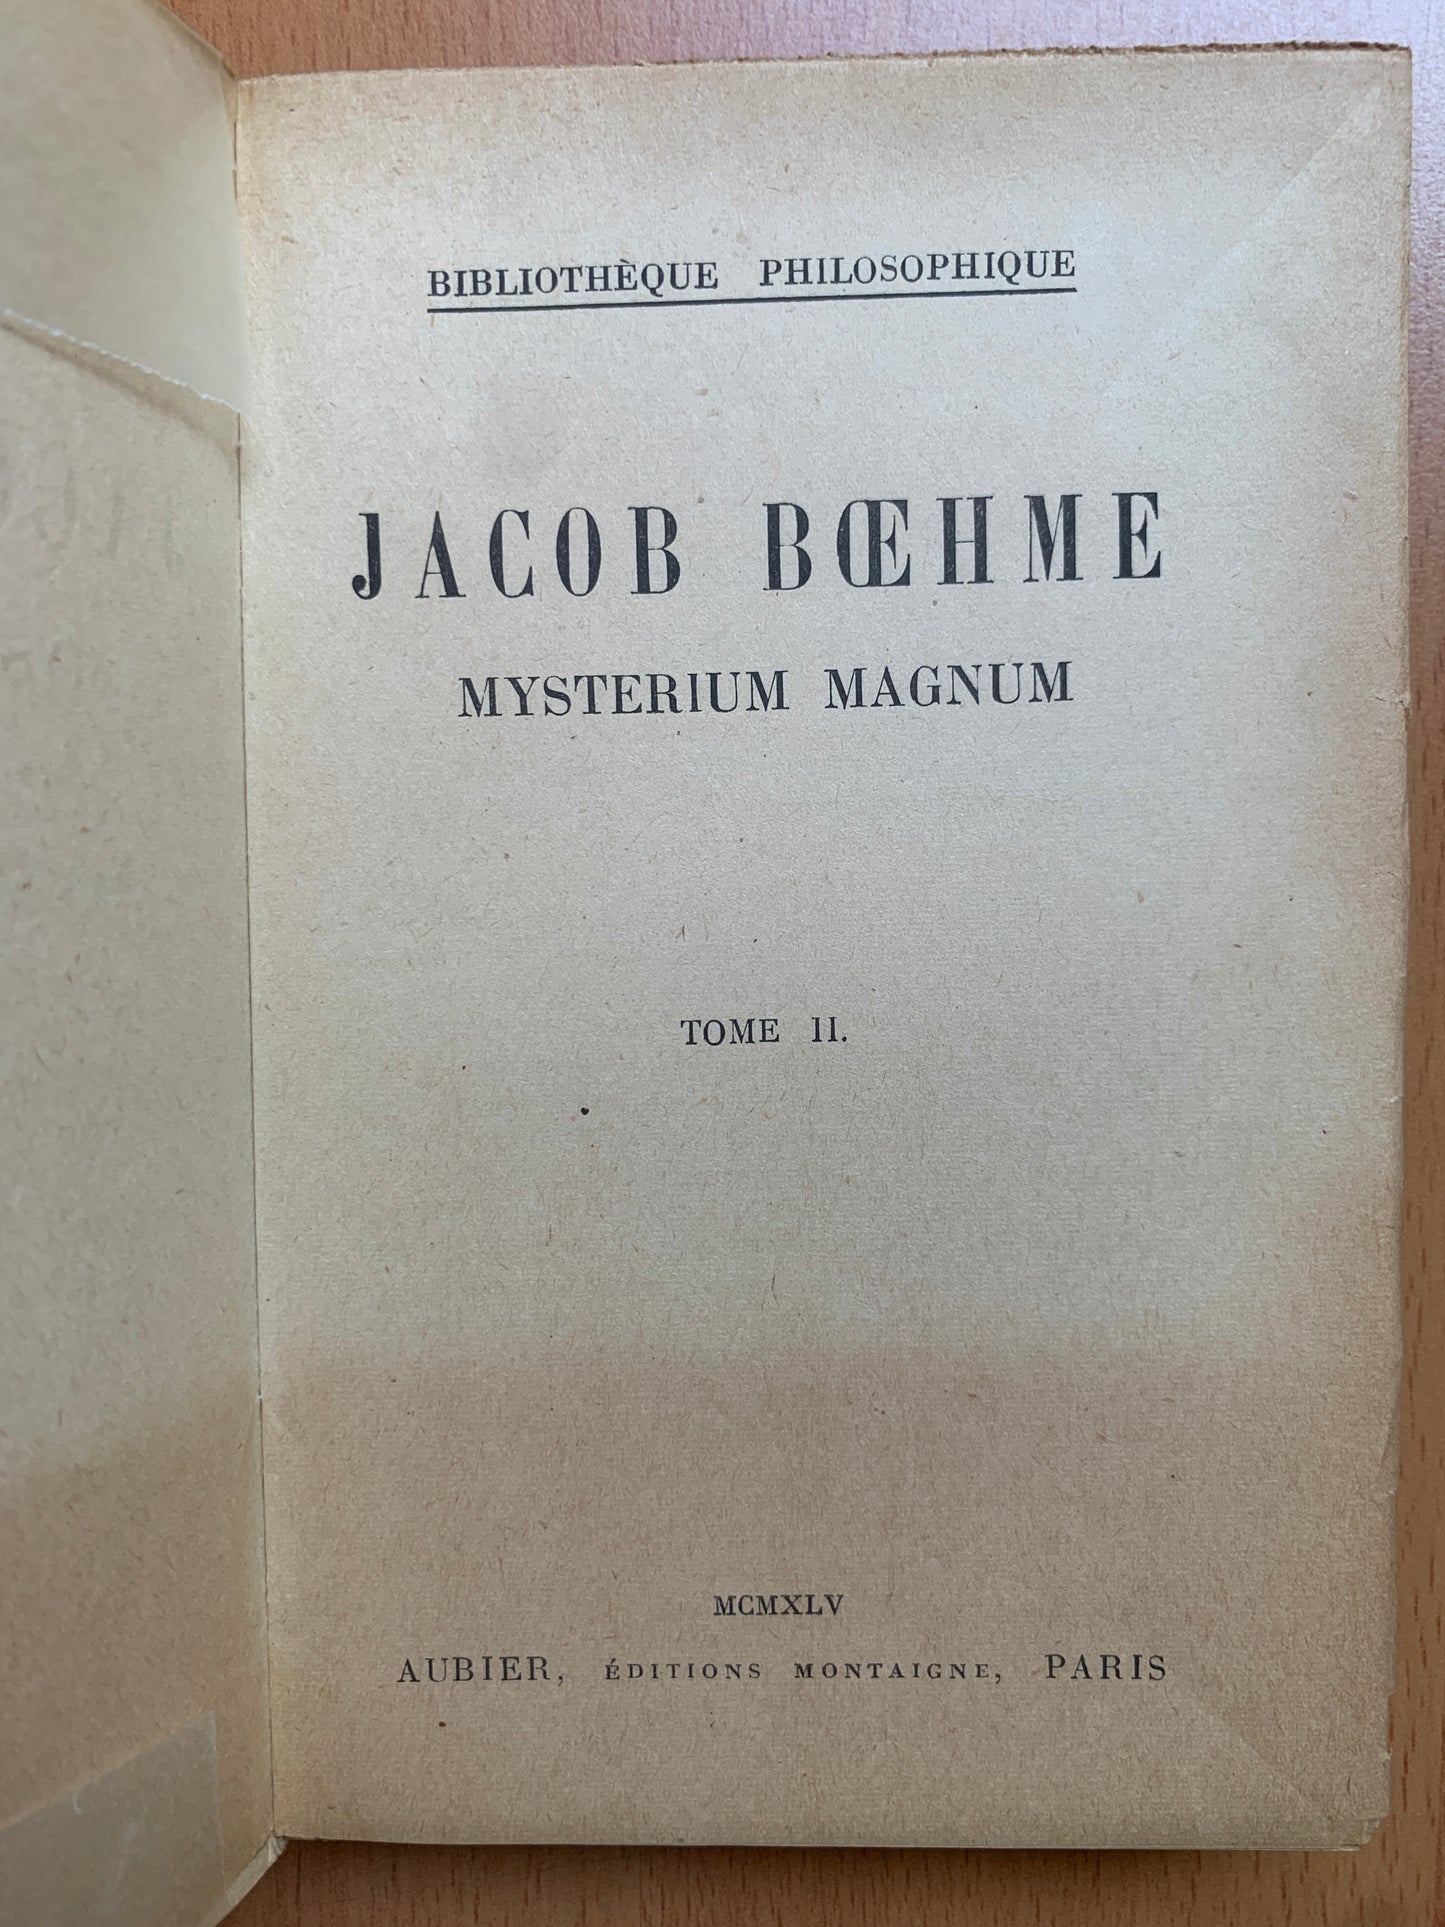 BIBLIOTHÈQUE PHILOSOPHIQUE
JACOB BŒHME
MYSTERIUM MAGNUM
TOME II.
MCMXLV
AUBIER, ÉDITIONS MONTAIGNE, PARIS